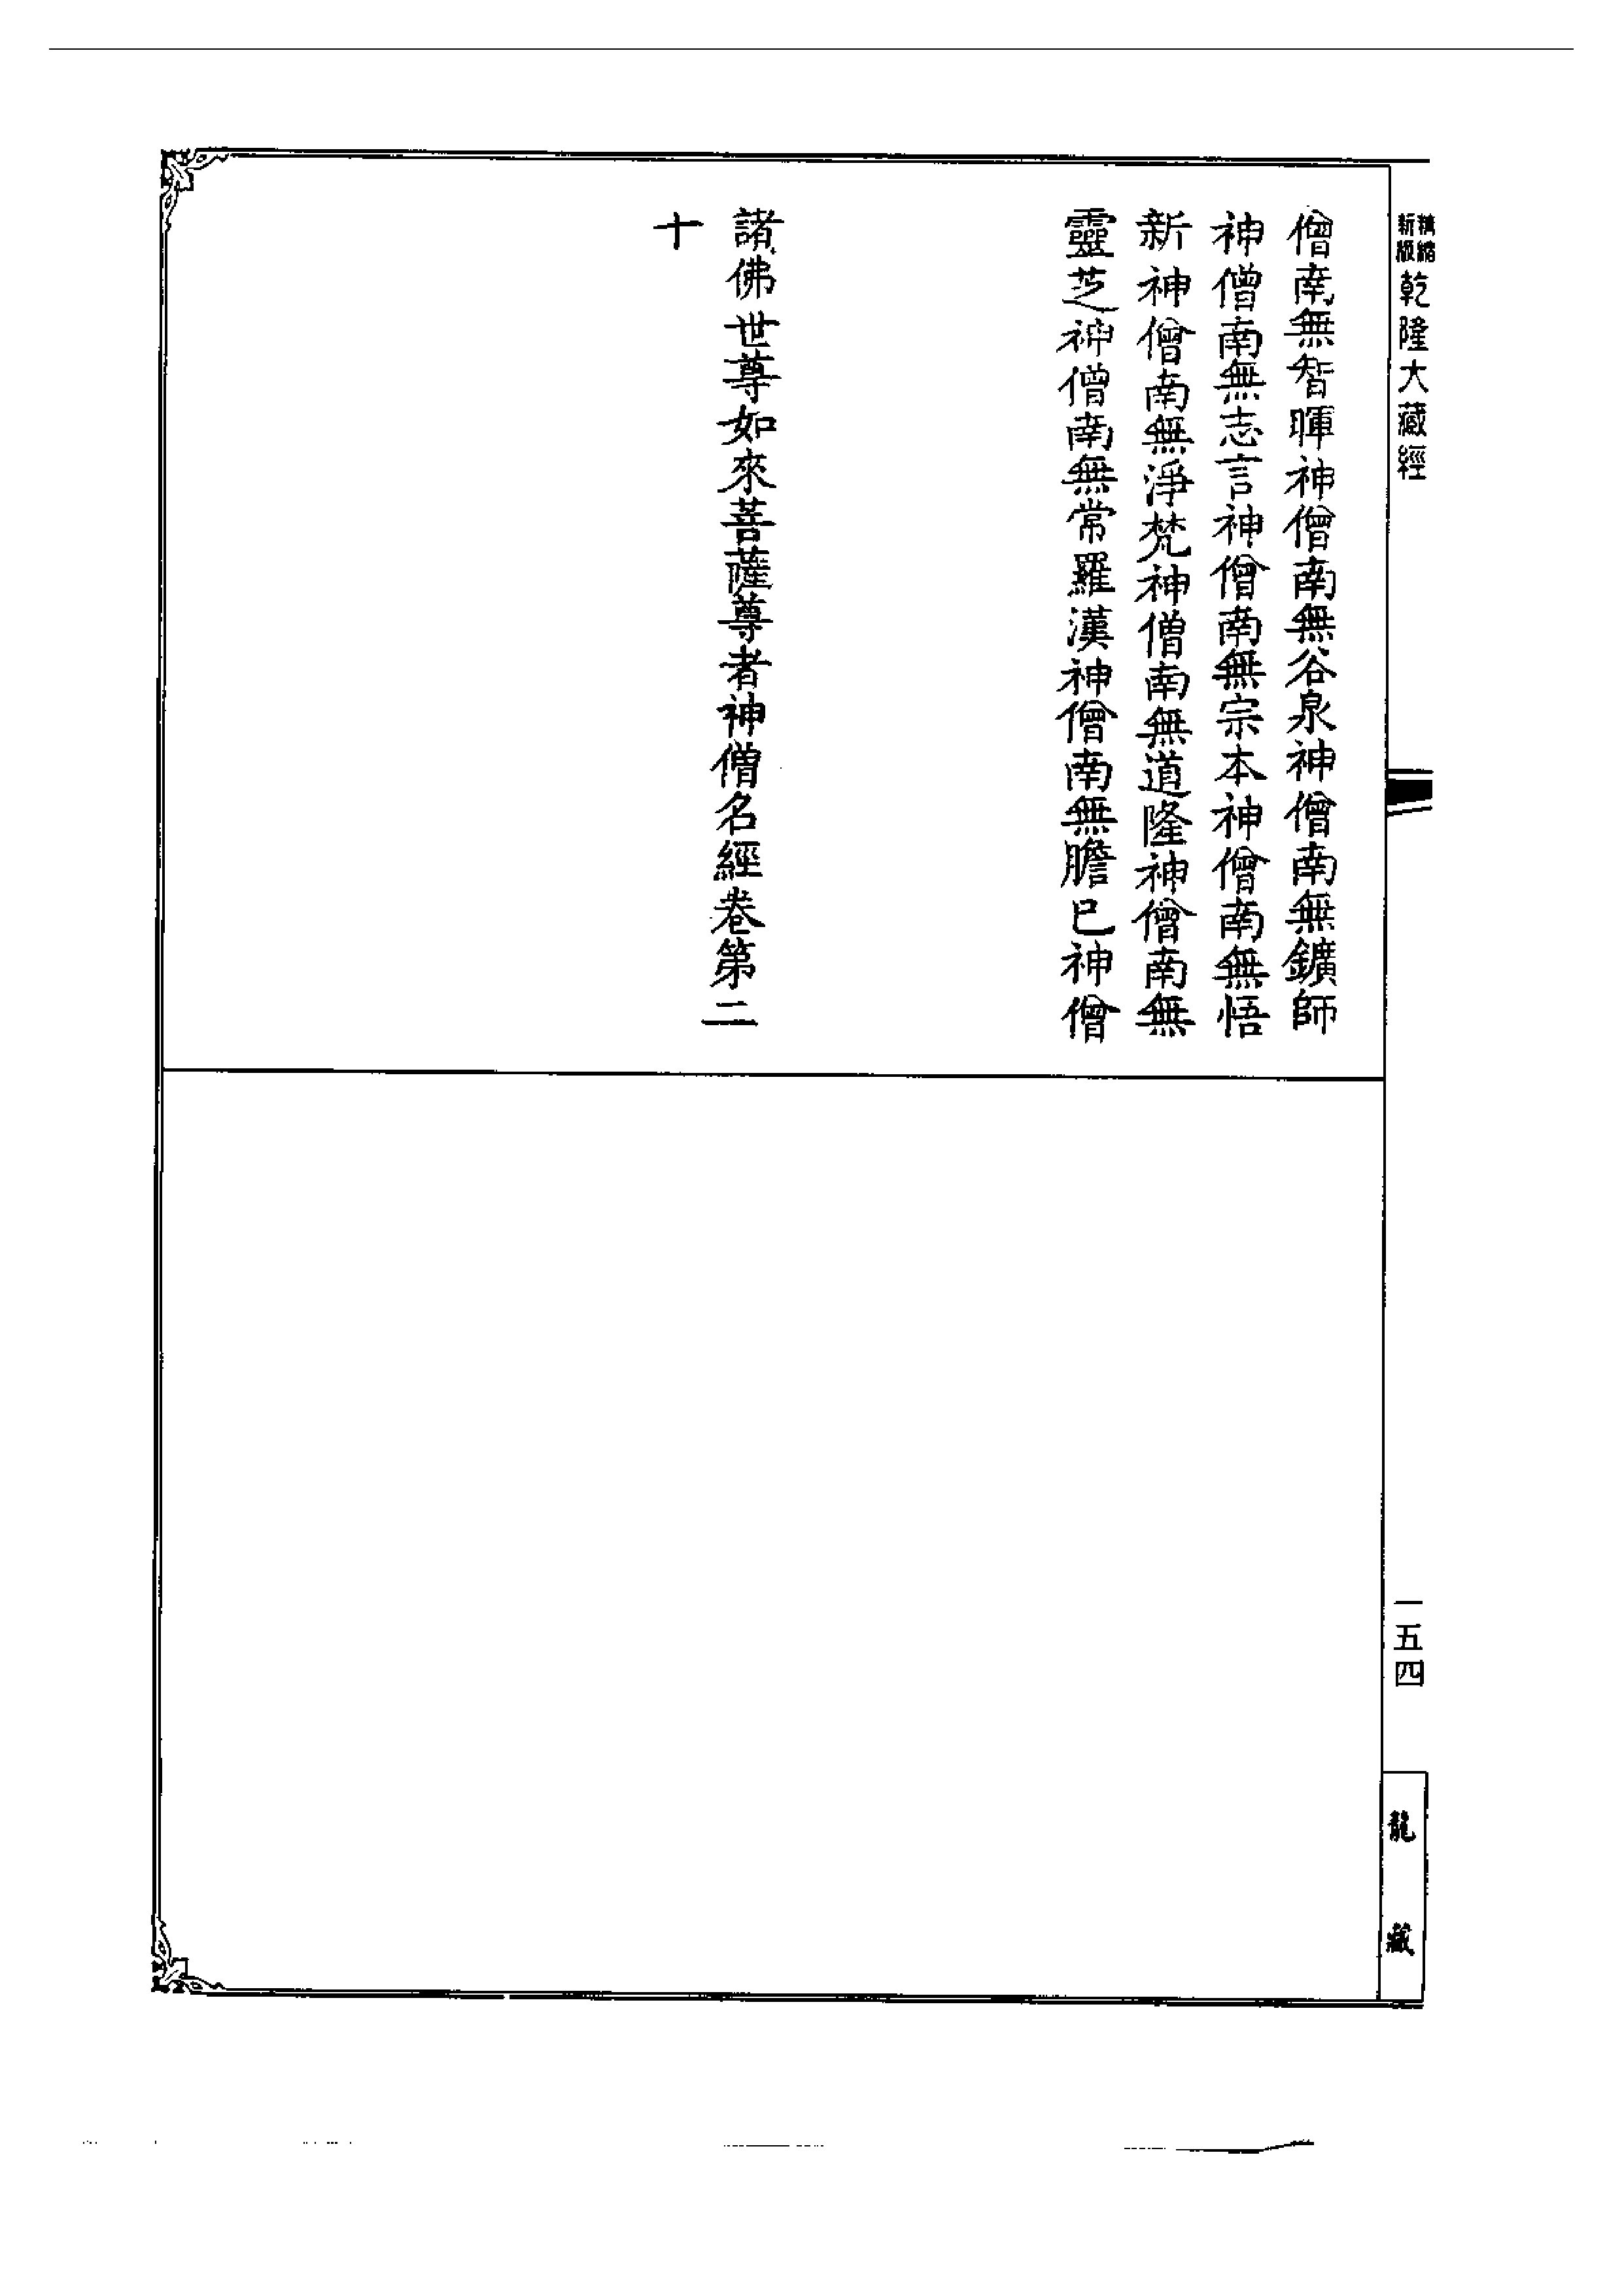 精縮
新版
乾隆大藏經
僧南無智暉神僧南無谷泉神僧南無鑛師
神僧南無志言神僧南無宗本神僧南無悟
新神僧南無淨梵神僧南無道隆神僧南無
靈芝神僧南無常羅漢神僧南無膽巳神僧
諸佛世尊如來菩薩尊者神僧名經卷第二
十
一五四
龍藏